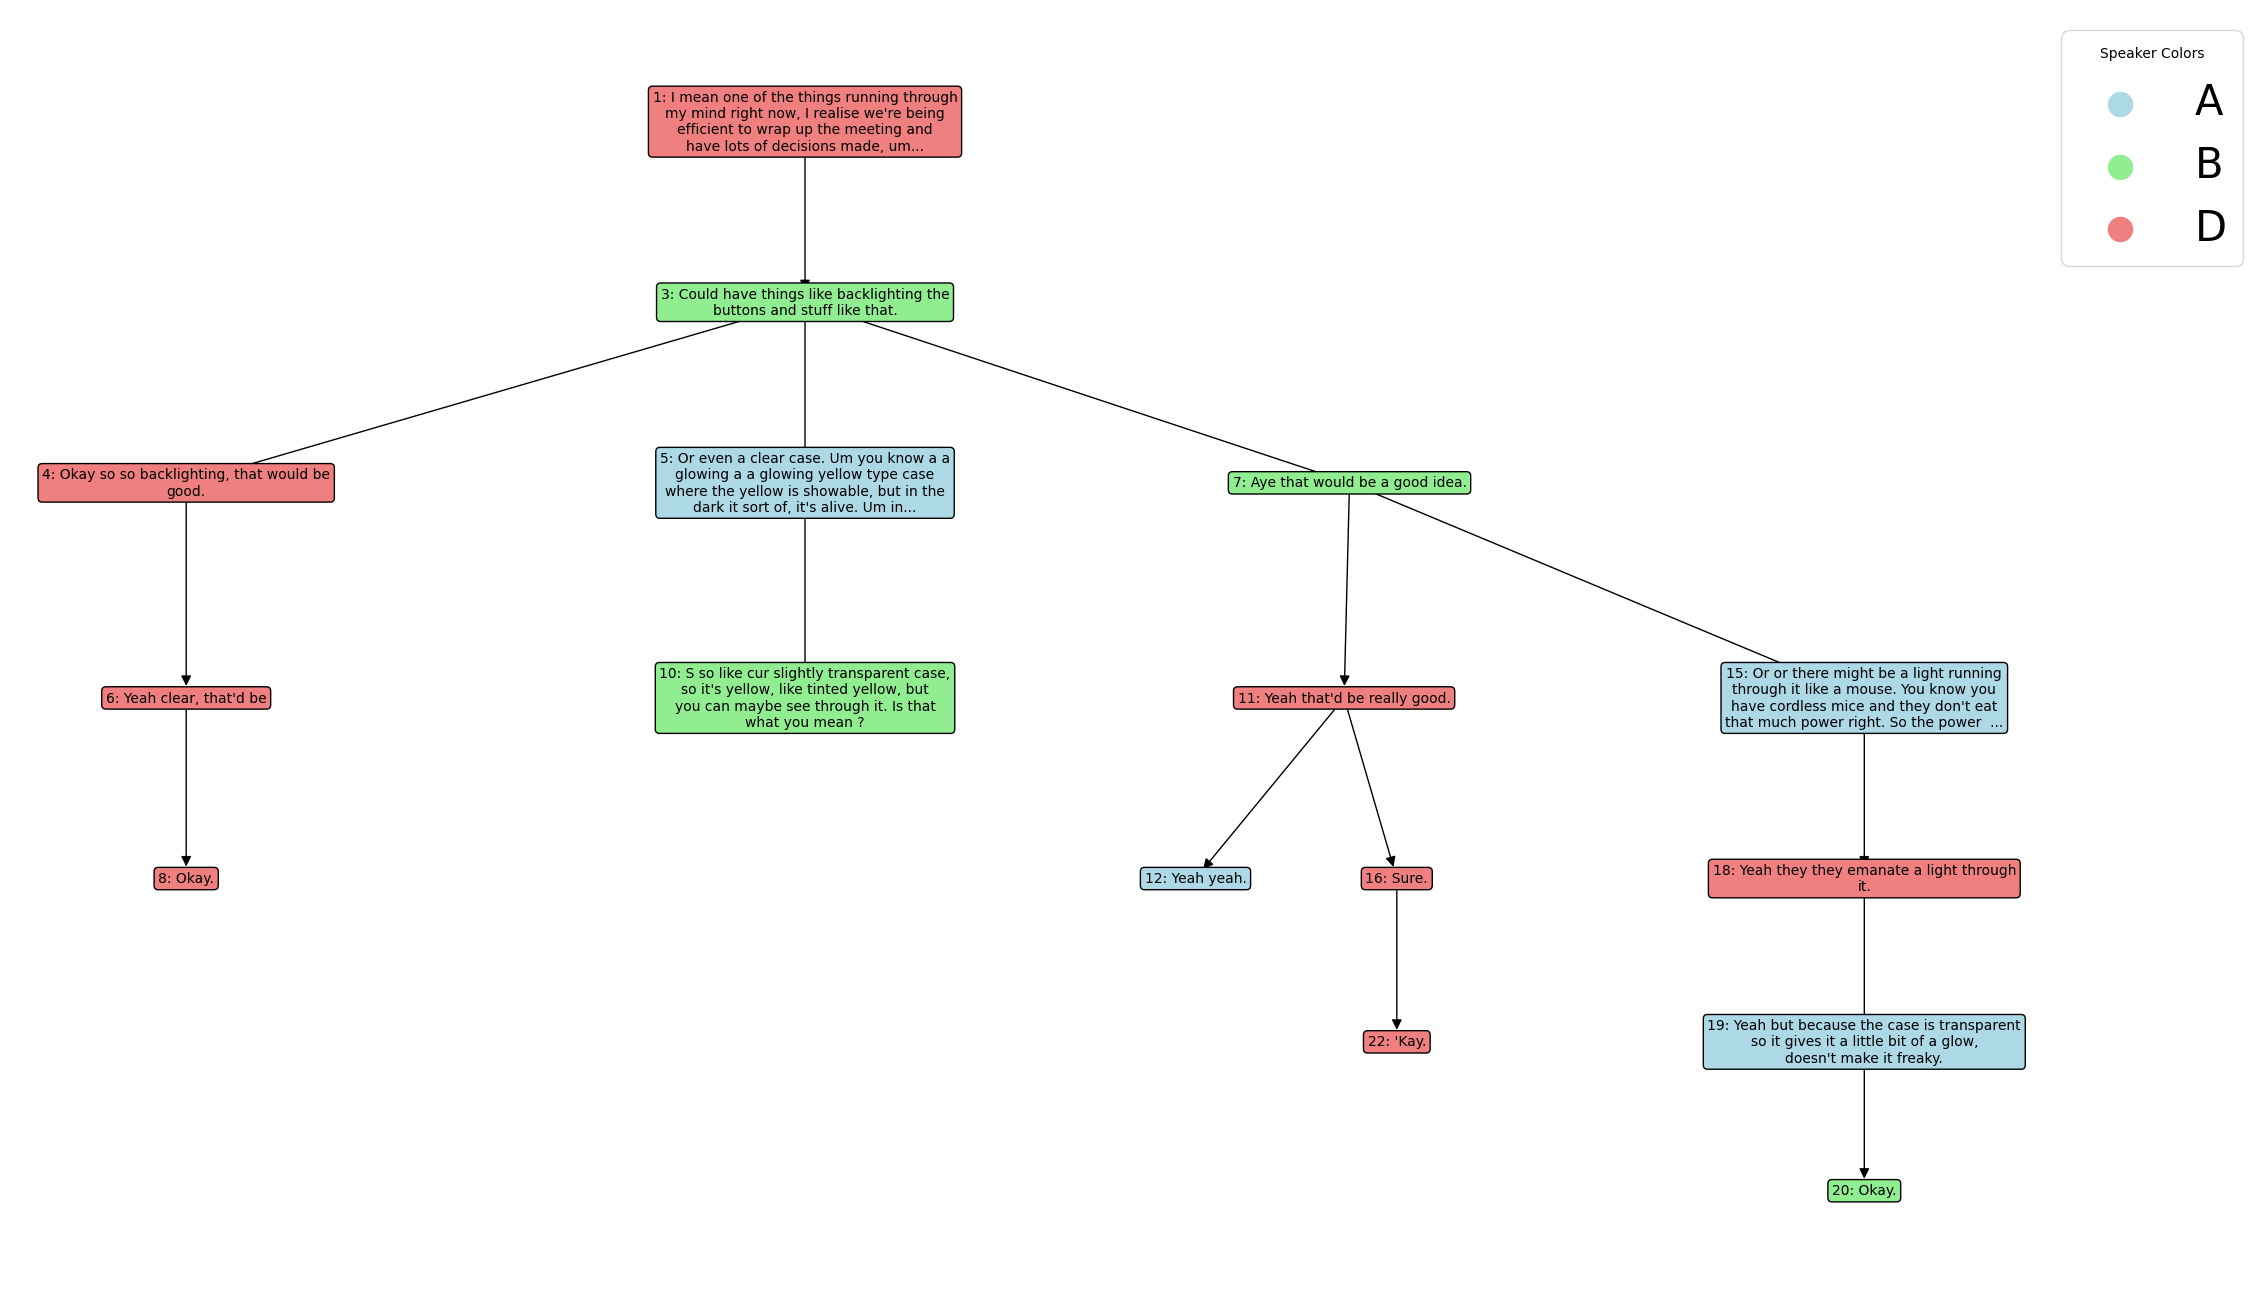 Speaker Colors
A
B
D
1: I mean one of the things running through
my mind right now, I realise we're being
efficient to wrap up the meeting and
have lots of decisions made, um...
3: Could have things like backlighting the
buttons and stuff like that.
4: Okay so so backlighting, that would be
good.
5: Or even a clear case. Um you know a a
glowing a a glowing yellow type case
where the yellow is showable, but in the
dark it sort of, it's alive. Um in...
7: Aye that would be a good idea.
6: Yeah clear, that'd be
10: S so like cur slightly transparent case,
so it's yellow, like tinted yellow, but
you can maybe see through it. Is that
what you mean ?
11: Yeah that'd be really good.
15: Or or there might be a light running
through it like a mouse. You know you
have cordless mice and they don't eat
that much power right. So the power  ...
8: Okay.
12: Yeah yeah.
16: Sure.
18: Yeah they they emanate a light through
it.
22: 'Kay.
19: Yeah but because the case is transparent
so it gives it a little bit of a glow,
doesn't make it freaky.
20: Okay.